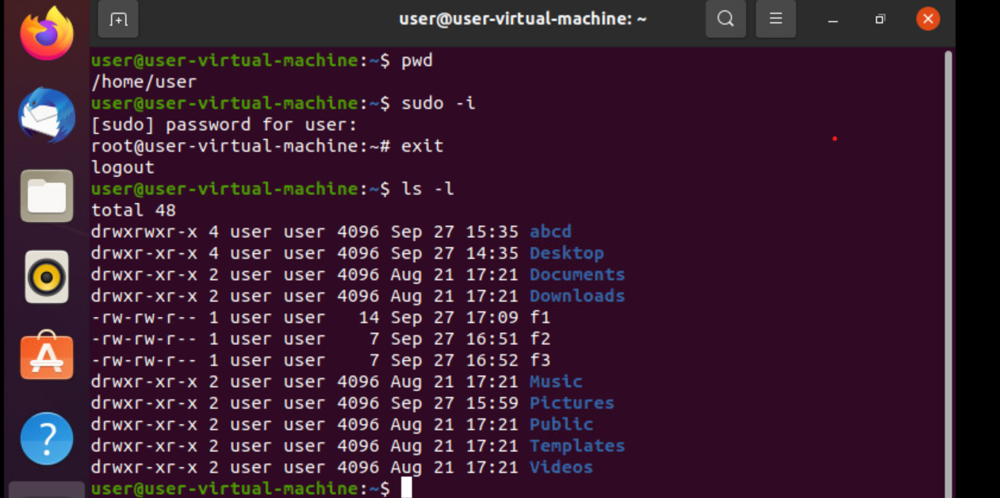 user@user-virtual-machine: ~
user@user-virtual-machine:~$ pwd
/home/user
user@user-virtual-machine:~$ sudo -i
[sudo] password for user:
root@user-virtual-machine:~# exit
logout
user@user-virtual-machine:~$ ls -l
total 48
drwxrwxr-x 4 user user 4096 Sep 27 15:35 abcd
drwxr-xr-x 4 user user 4096 Sep 27 14:35 Desktop
drwxr-xr-x 2 user user 4096 Aug 21 17:21 Documents
drwxr-xr-x 2 user user 4096 Aug 21 17:21 Downloads
-rw-rw-r-- 1 user user   14 Sep 27 17:09 f1
-rw-rw-r-- 1 user user    7 Sep 27 16:51 f2
-rw-rw-r-- 1 user user    7 Sep 27 16:52 f3
drwxr-xr-x 2 user user 4096 Aug 21 17:21 Music
drwxr-xr-x 2 user user 4096 Sep 27 15:59 Pictures
drwxr-xr-x 2 user user 4096 Aug 21 17:21 Public
drwxr-xr-x 2 user user 4096 Aug 21 17:21 Templates
drwxr-xr-x 2 user user 4096 Aug 21 17:21 Videos
user@user-virtual-machine:~$